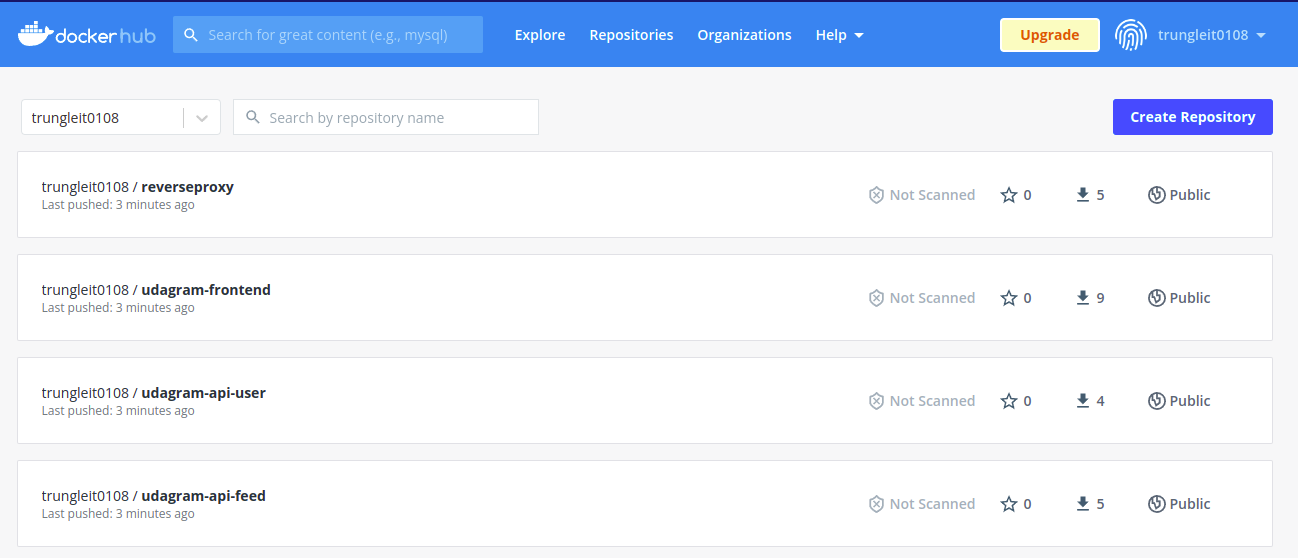 docker hub
Search for great content (e.g., mysql)
Explore
Repositories
Organizations
Help
Upgrade
trungleit0108
trungleit0108
Search by repository name
Create Repository
trungleit0108 / reverseproxy
Last pushed: 3 minutes ago
Not Scanned
0
5
Public
trungleit0108 / udagram-frontend
Last pushed: 3 minutes ago
Not Scanned
0
9
Public
trungleit0108 / udagram-api-user
Last pushed: 3 minutes ago
Not Scanned
0
4
Public
trungleit0108 / udagram-api-feed
Last pushed: 3 minutes ago
Not Scanned
0
5
Public